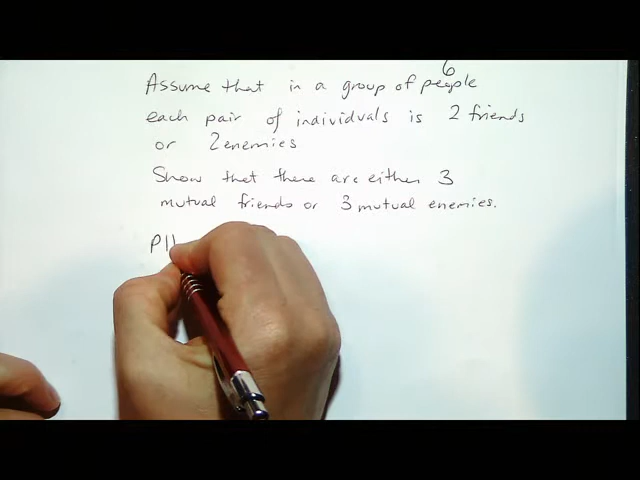 6
Assume that in a group of people
each pair of individuals is 2 friends
or 2 enemies
Show that there are either 3
mutual friends or 3 mutual enemies.